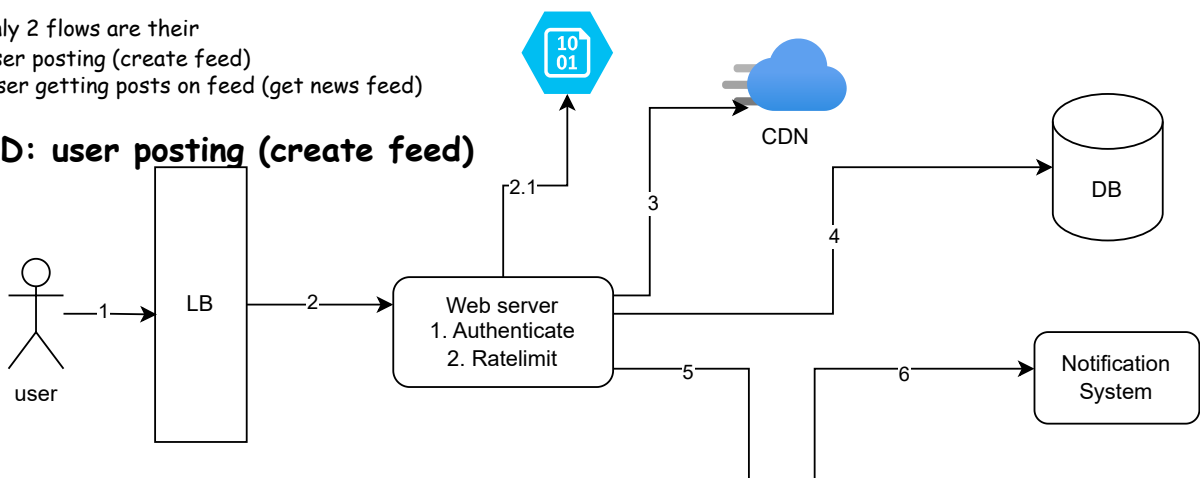 ly 2 flows are their
ser posting (create feed)
ser getting posts on feed (get news feed)
D: user posting (create feed)
10
01
CDN
2.1
3
DB
4
1
LB
2
Web server
1. Authenticate
2. Ratelimit
5
6
Notification
System
user